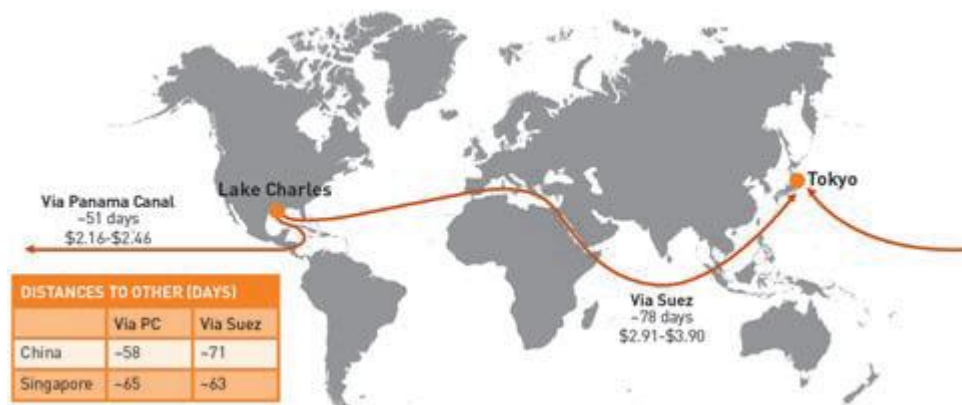 Lake Charles
Tokyo
Via Panama Canal
~51 days
$2.16-$2.46
Via Suez
~78 days
$2.91-$3.90
DISTANCES TO OTHER (DAYS)
Via PC Via Suez
China ~58 ~71
Singapore ~65 ~63